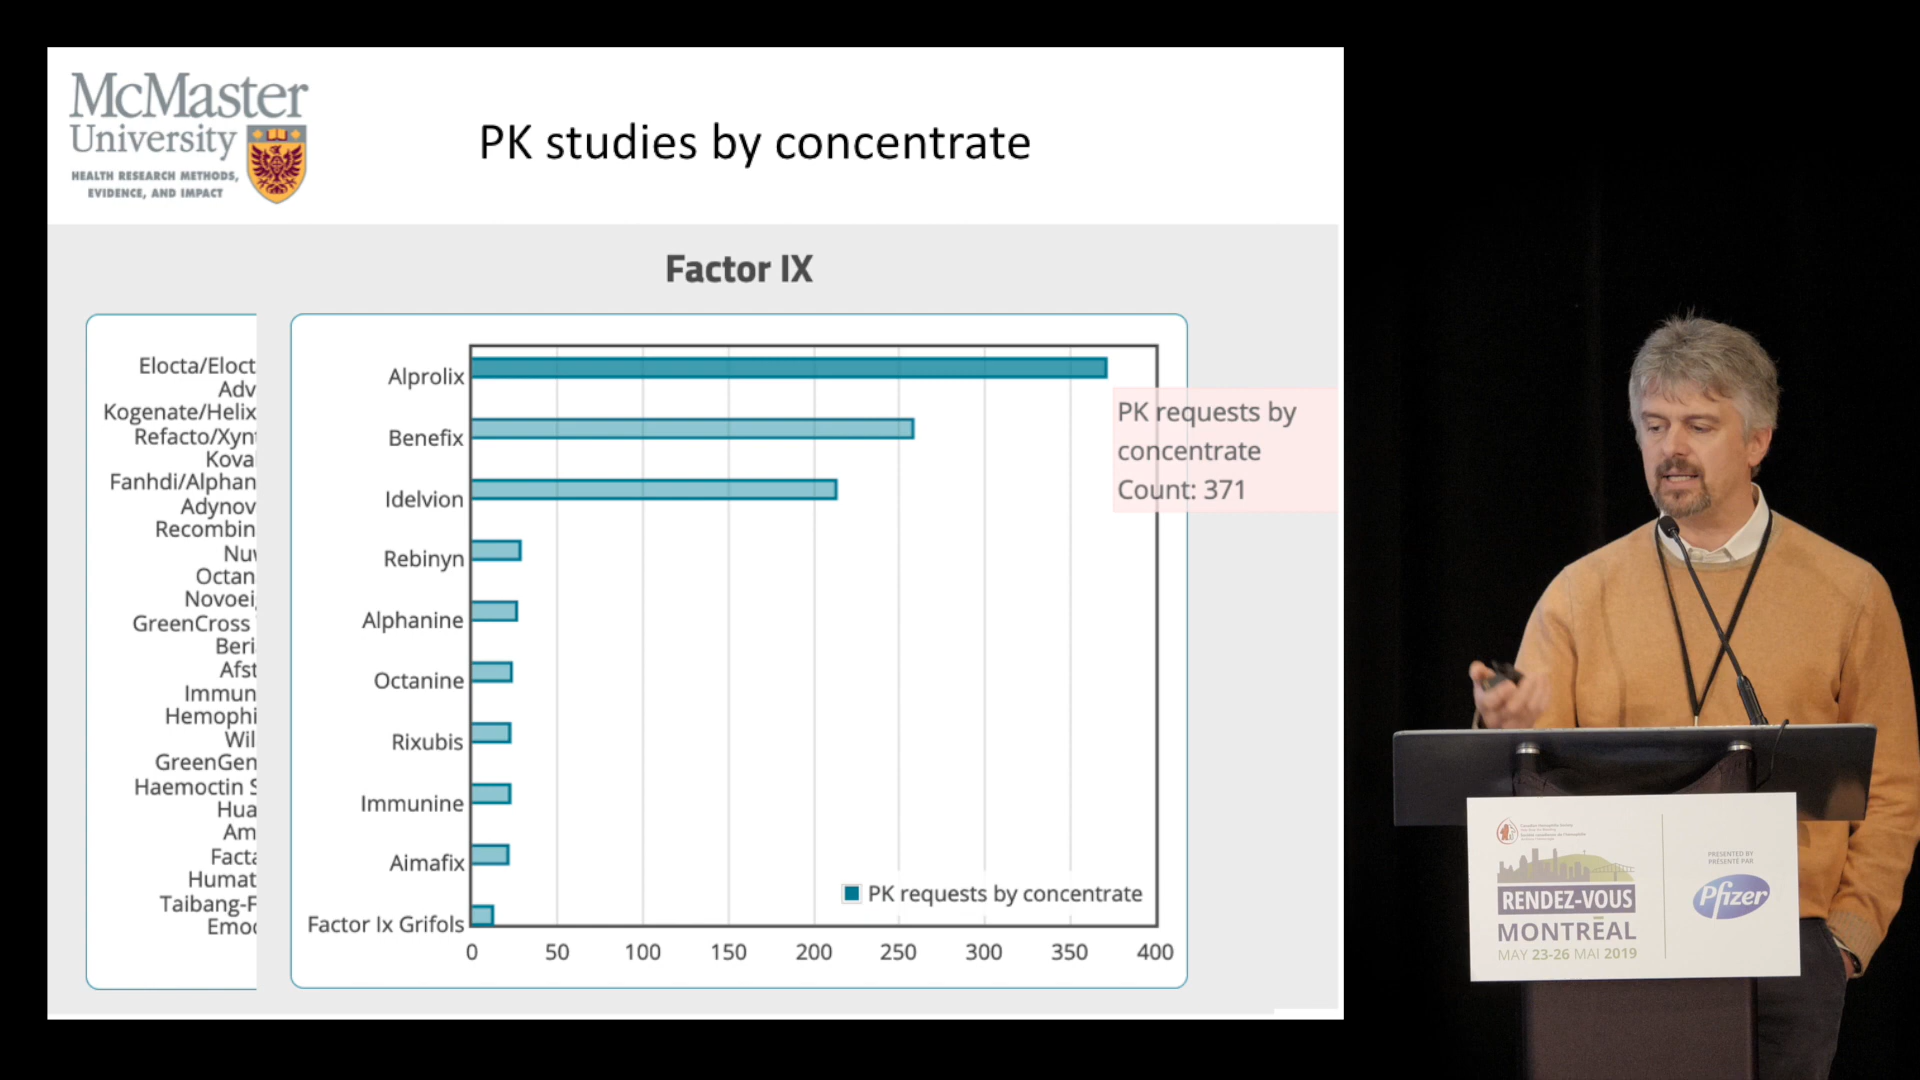 McMaster
University
HEALTH RESEARCH METHODS,
EVIDENCE, AND IMPACT
PK studies by concentrate
Factor IX
Elocta/Eloct
Adv
Kogenate/Helix
Refacto/Xyn
Kova
Fanhdi/Alphan
Adynov
Recombin
Nu
Octan
Novoei
GreenCross
Beri
Afst
Immun
Hemophi
Wil
GreenGen
Haemoctin S
Hua
Am
Facta
Humat
Taibang-F
Emoc
Alprolix
Benefix
Idelvion
Rebinyn
Alphanine
Octanine
Rixubis
Immunine
Aimafix
Factor Ix Grifols
0 50 100 150 200 250 300 350 400
PK requests by concentrate
PK requests by
concentrate
Count: 371
RENDEZ-VOUS
MONTRĒAL
MAY 23-26 MAI 2019
PRESENTED BY
PRÉSENTÉ PAR
Pfizer